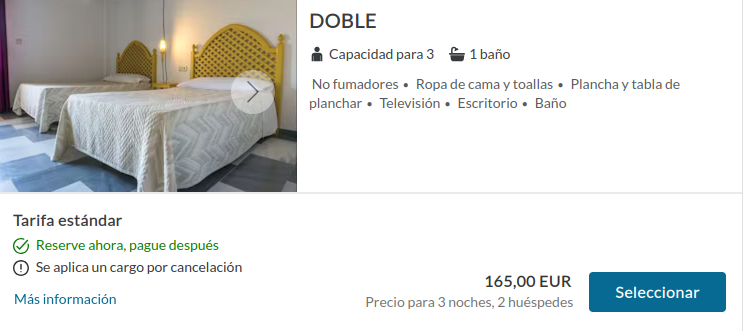 DOBLE
Capacidad para 3 1 baño
No fumadores • Ropa de cama y toallas • Plancha y tabla de
planchar • Televisión • Escritorio • Baño
Tarifa estándar
Reserve ahora, pague después
Se aplica un cargo por cancelación
Más información
165,00 EUR
Precio para 3 noches, 2 huéspedes
Seleccionar